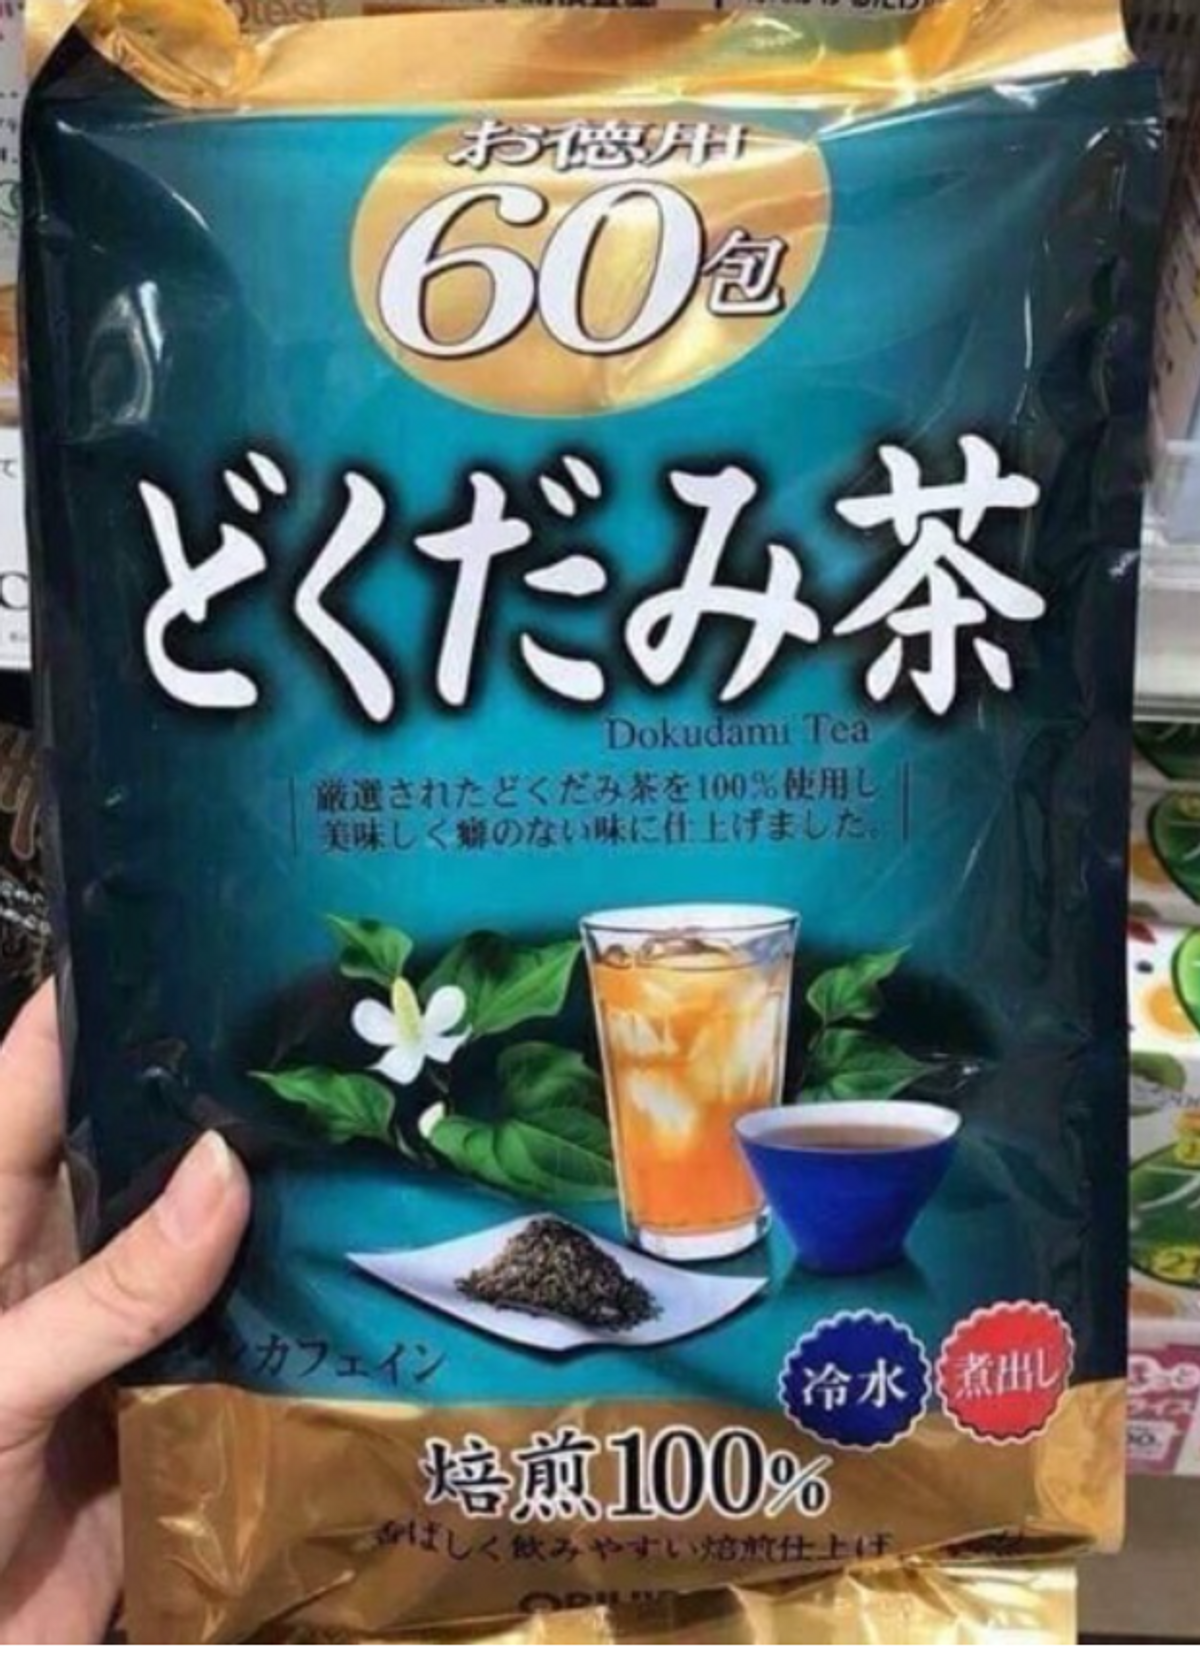 お徳用
60包
どくだみ茶
Dokudami Tea
厳選されたどくだみ茶を100%使用し
美味しく癖のない味に仕上げました。
カフェイン
冷水
煮出し
焙煎100%
香ばしく飲みやすい焙煎仕上げ